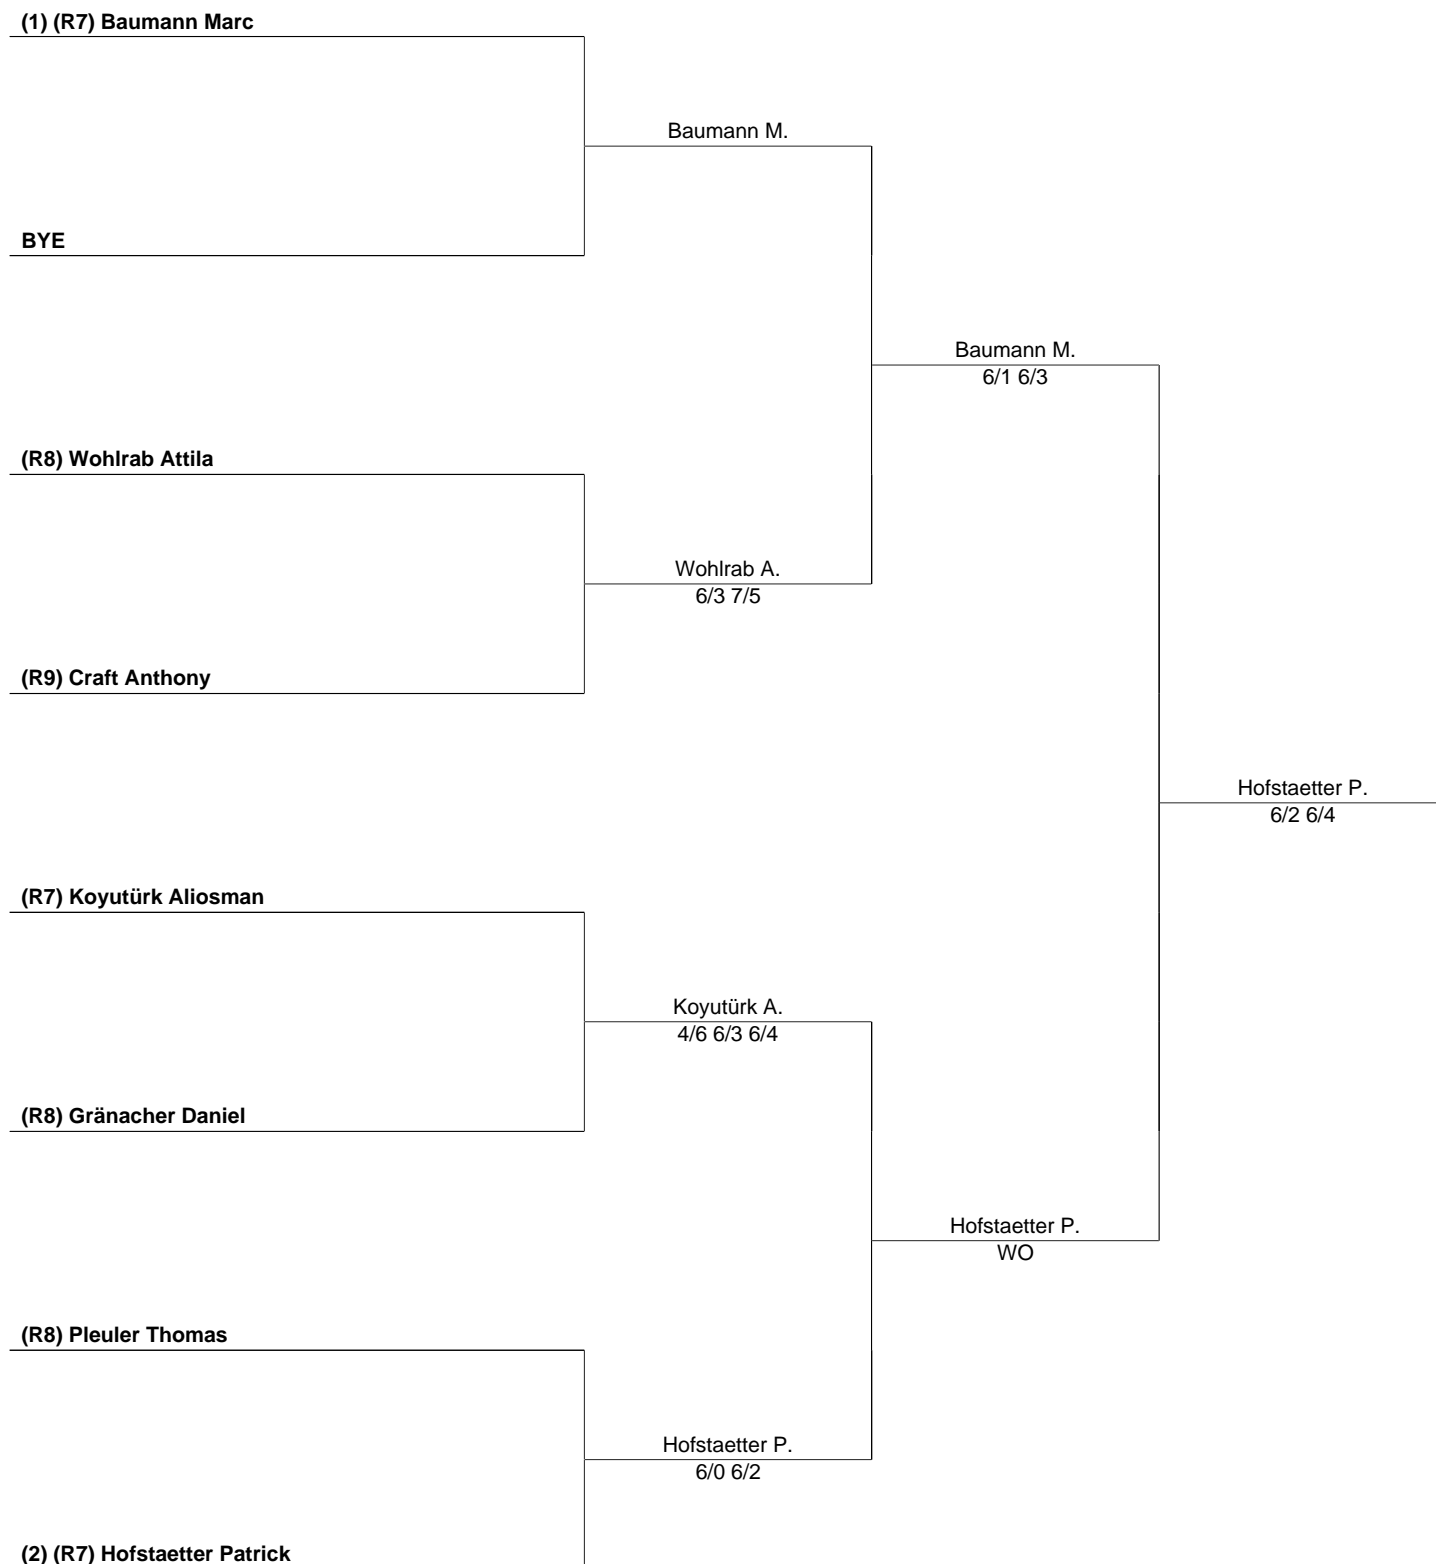 (1) (R7) Baumann Marc
Baumann M.
BYE
Baumann M.
6/1 6/3
(R8) Wohlrab Attila
Wohlrab A.
6/3 7/5
(R9) Craft Anthony
Hofstaetter P.
6/2 6/4
(R7) Koyutürk Aliosman
Koyutürk A.
4/6 6/3 6/4
(R8) Gränacher Daniel
Hofstaetter P.
WO
(R8) Pleuler Thomas
Hofstaetter P.
6/0 6/2
(2) (R7) Hofstaetter Patrick